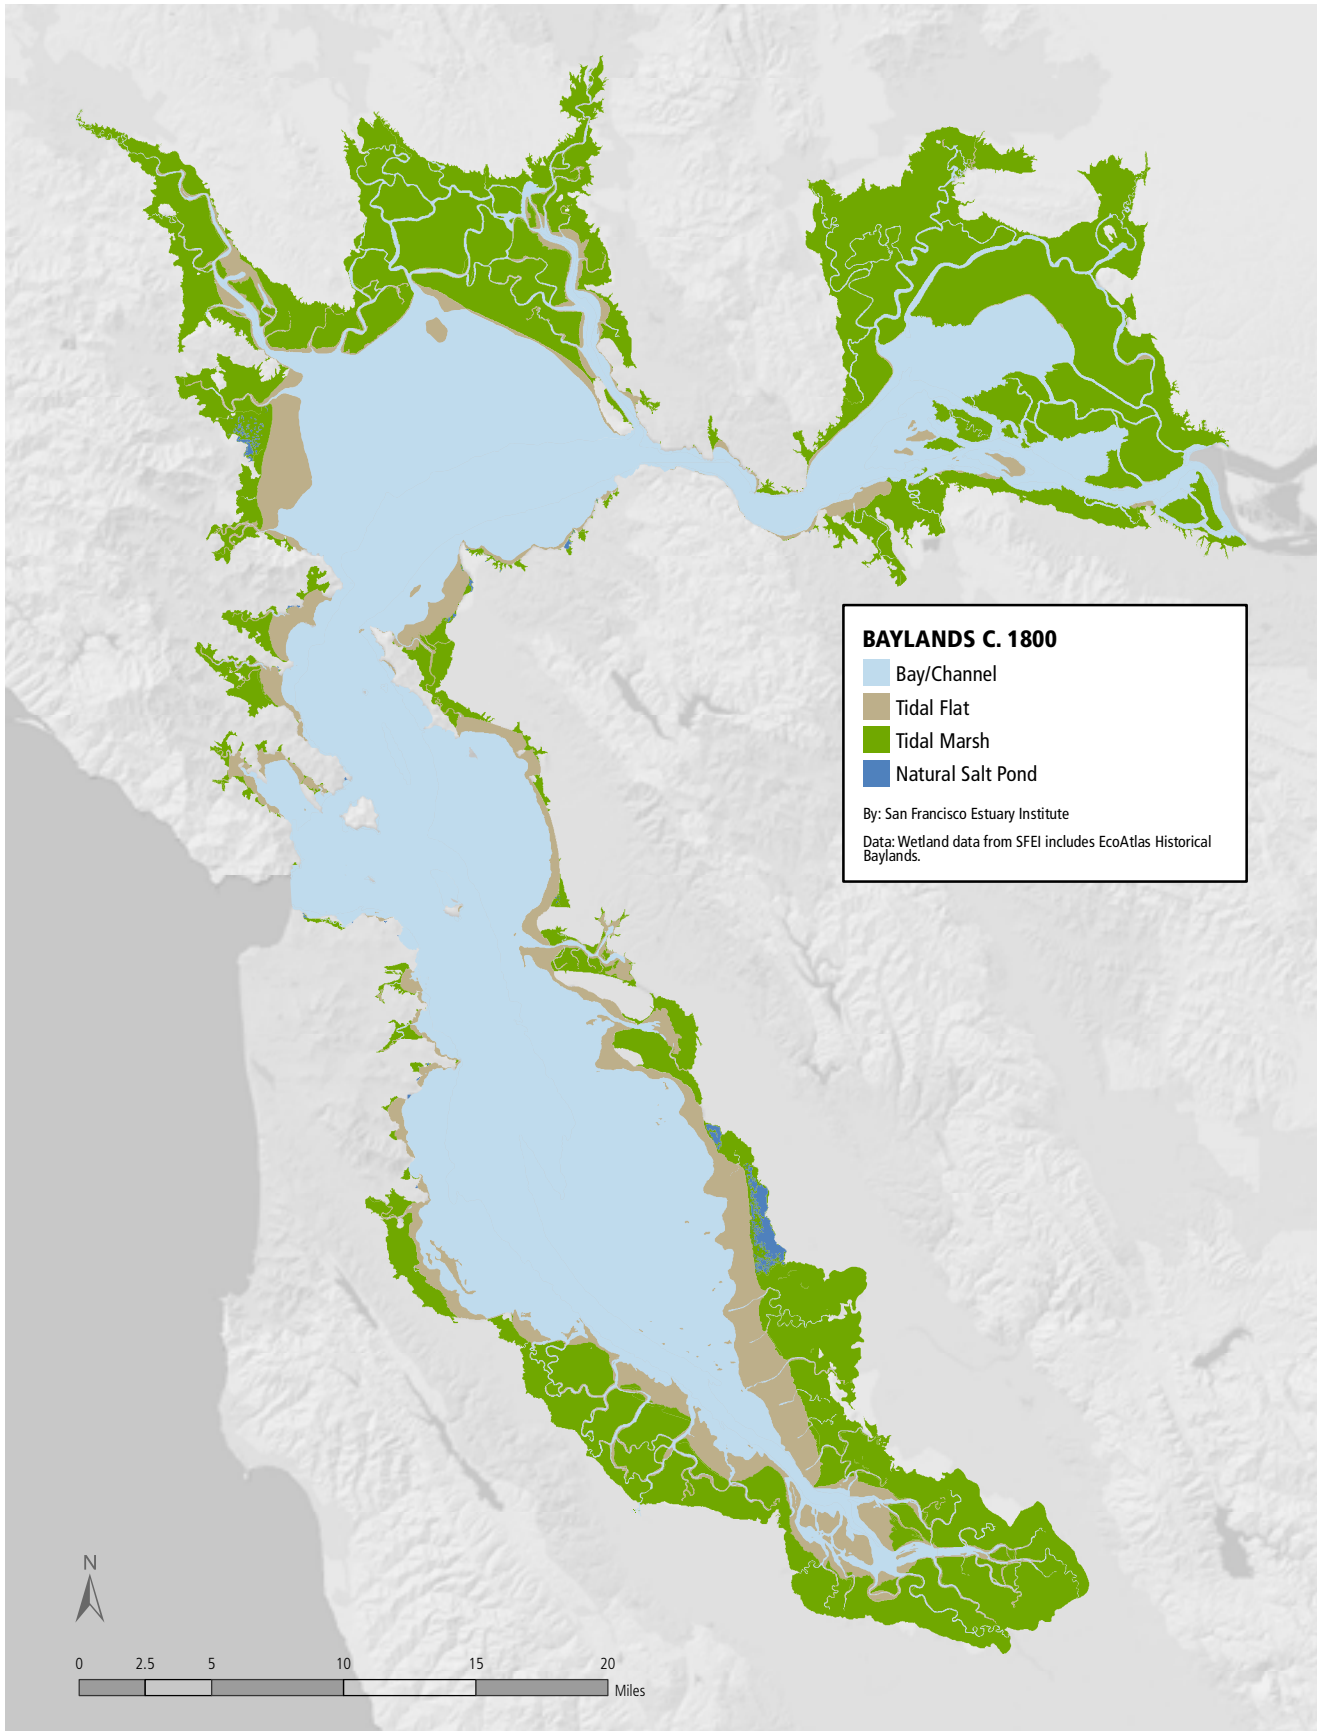 BAYLANDS C. 1800
Bay/Channel
Tidal Flat
Tidal Marsh
Natural Salt Pond
By: San Francisco Estuary Institute
Data: Wetland data from SFEI includes EcoAtlas Historical
Baylands.
N
0 2.5 5 10 15 20
Miles